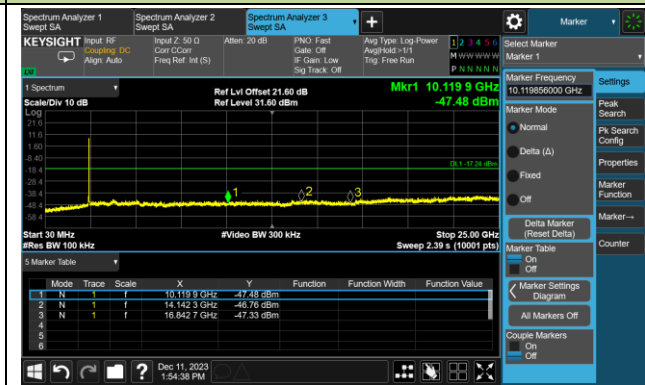 Spectrum Analyzer 1
Swept SA
Spectrum Analyzer 2
Swept SA
Spectrum Analyzer 3
Swept SA
Marker
KEYSIGHT
Input: RF
Coupling: DC
Align: Auto
Input Z: 50 Ω
Corr CCorr
Freq Ref: Int (S)
Atten: 20 dB
PNO: Fast
Gate: Off
IF Gain: Low
Sig Track: Off
Avg Type: Log-Power
Avg|Hold:>1/1
Trig: Free Run
1 2 3 4 5 6
M W W W W W
P N N N N N
Select Marker
Marker 1
1 Spectrum
Scale/Div 10 dB
Log
Ref Lvl Offset 21.60 dB
Ref Level 31.60 dBm
Mkr1 10.119 9 GHz
-47.48 dBm
21.6
11.6
1.60
-8.40
-18.4
-28.4
-38.4
-48.4
-58.4
DL1 -17.24 dBm
1
2
3
Start 30 MHz
#Res BW 100 kHz
#Video BW 300 kHz
Stop 25.00 GHz
Sweep 2.39 s (10001 pts)
5 Marker Table
Mode Trace Scale X Y Function Function Width Function Value
1 N 1 f 10.119 9 GHz -47.48 dBm
2 N 1 f 14.142 3 GHz -46.76 dBm
3 N 1 f 16.842 7 GHz -47.33 dBm
4
5
6
Dec 11, 2023
1:54:38 PM
Marker Frequency
10.119856000 GHz
Marker Mode
Normal
Delta (Δ)
Fixed
Off
Delta Marker
(Reset Delta)
Marker Table
On
Off
Marker Settings
Diagram
All Markers Off
Couple Markers
On
Off
Settings
Peak
Search
Pk Search
Config
Properties
Marker
Function
Marker→
Counter